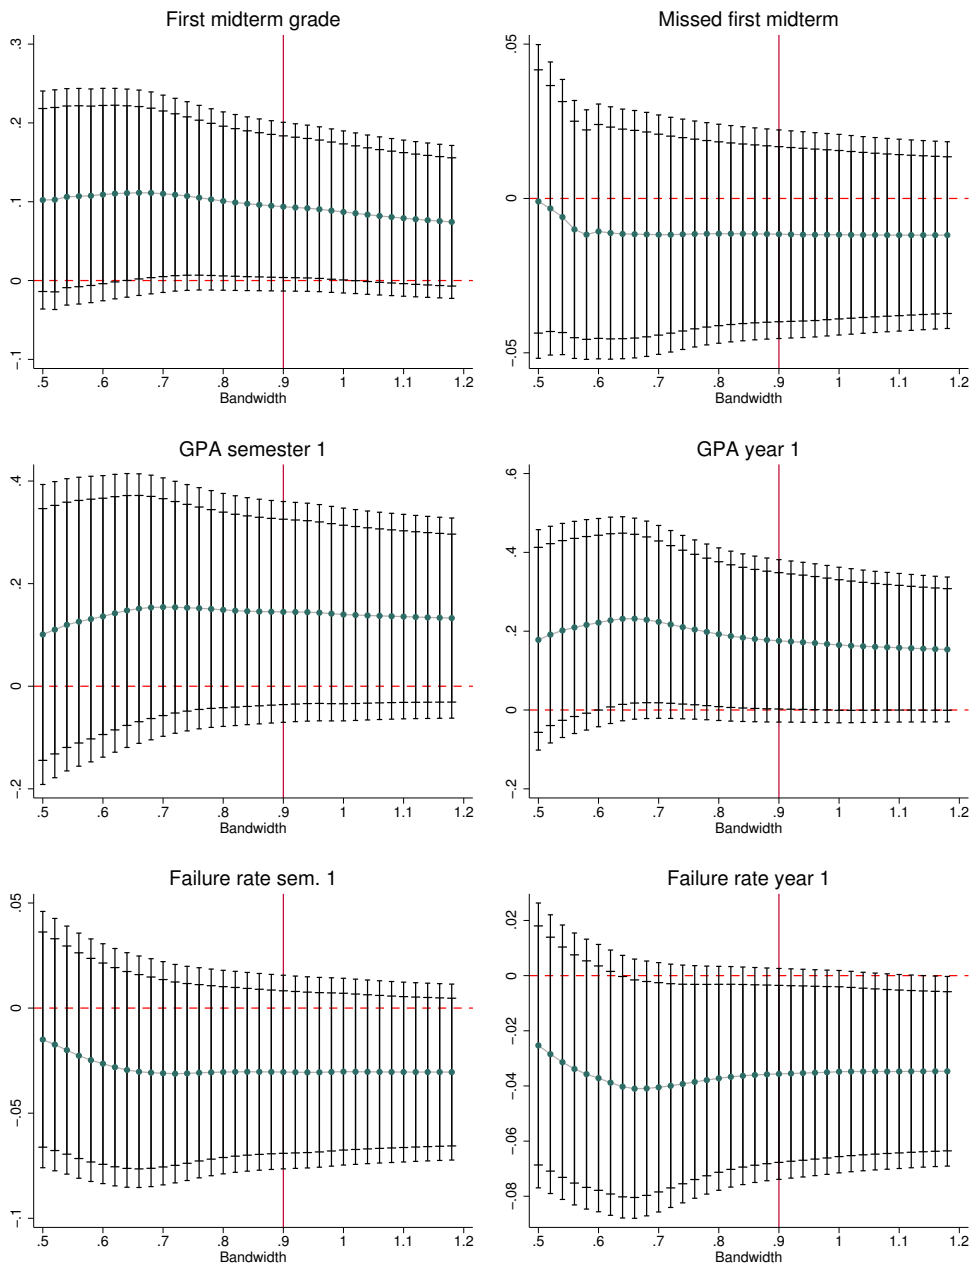 First midterm grade
.3
.2
.1
0
-.1
.5 .6 .7 .8 .9 1 1.1 1.2
Bandwidth
Missed first midterm
.05
0
-.05
.5 .6 .7 .8 .9 1 1.1 1.2
Bandwidth
GPA semester 1
.4
.2
0
-.2
.5 .6 .7 .8 .9 1 1.1 1.2
Bandwidth
GPA year 1
.6
.4
.2
0
-.2
.5 .6 .7 .8 .9 1 1.1 1.2
Bandwidth
Failure rate sem. 1
.05
0
-.05
-.1
.5 .6 .7 .8 .9 1 1.1 1.2
Bandwidth
Failure rate year 1
.02
0
-.02
-.04
-.06
-.08
.5 .6 .7 .8 .9 1 1.1 1.2
Bandwidth